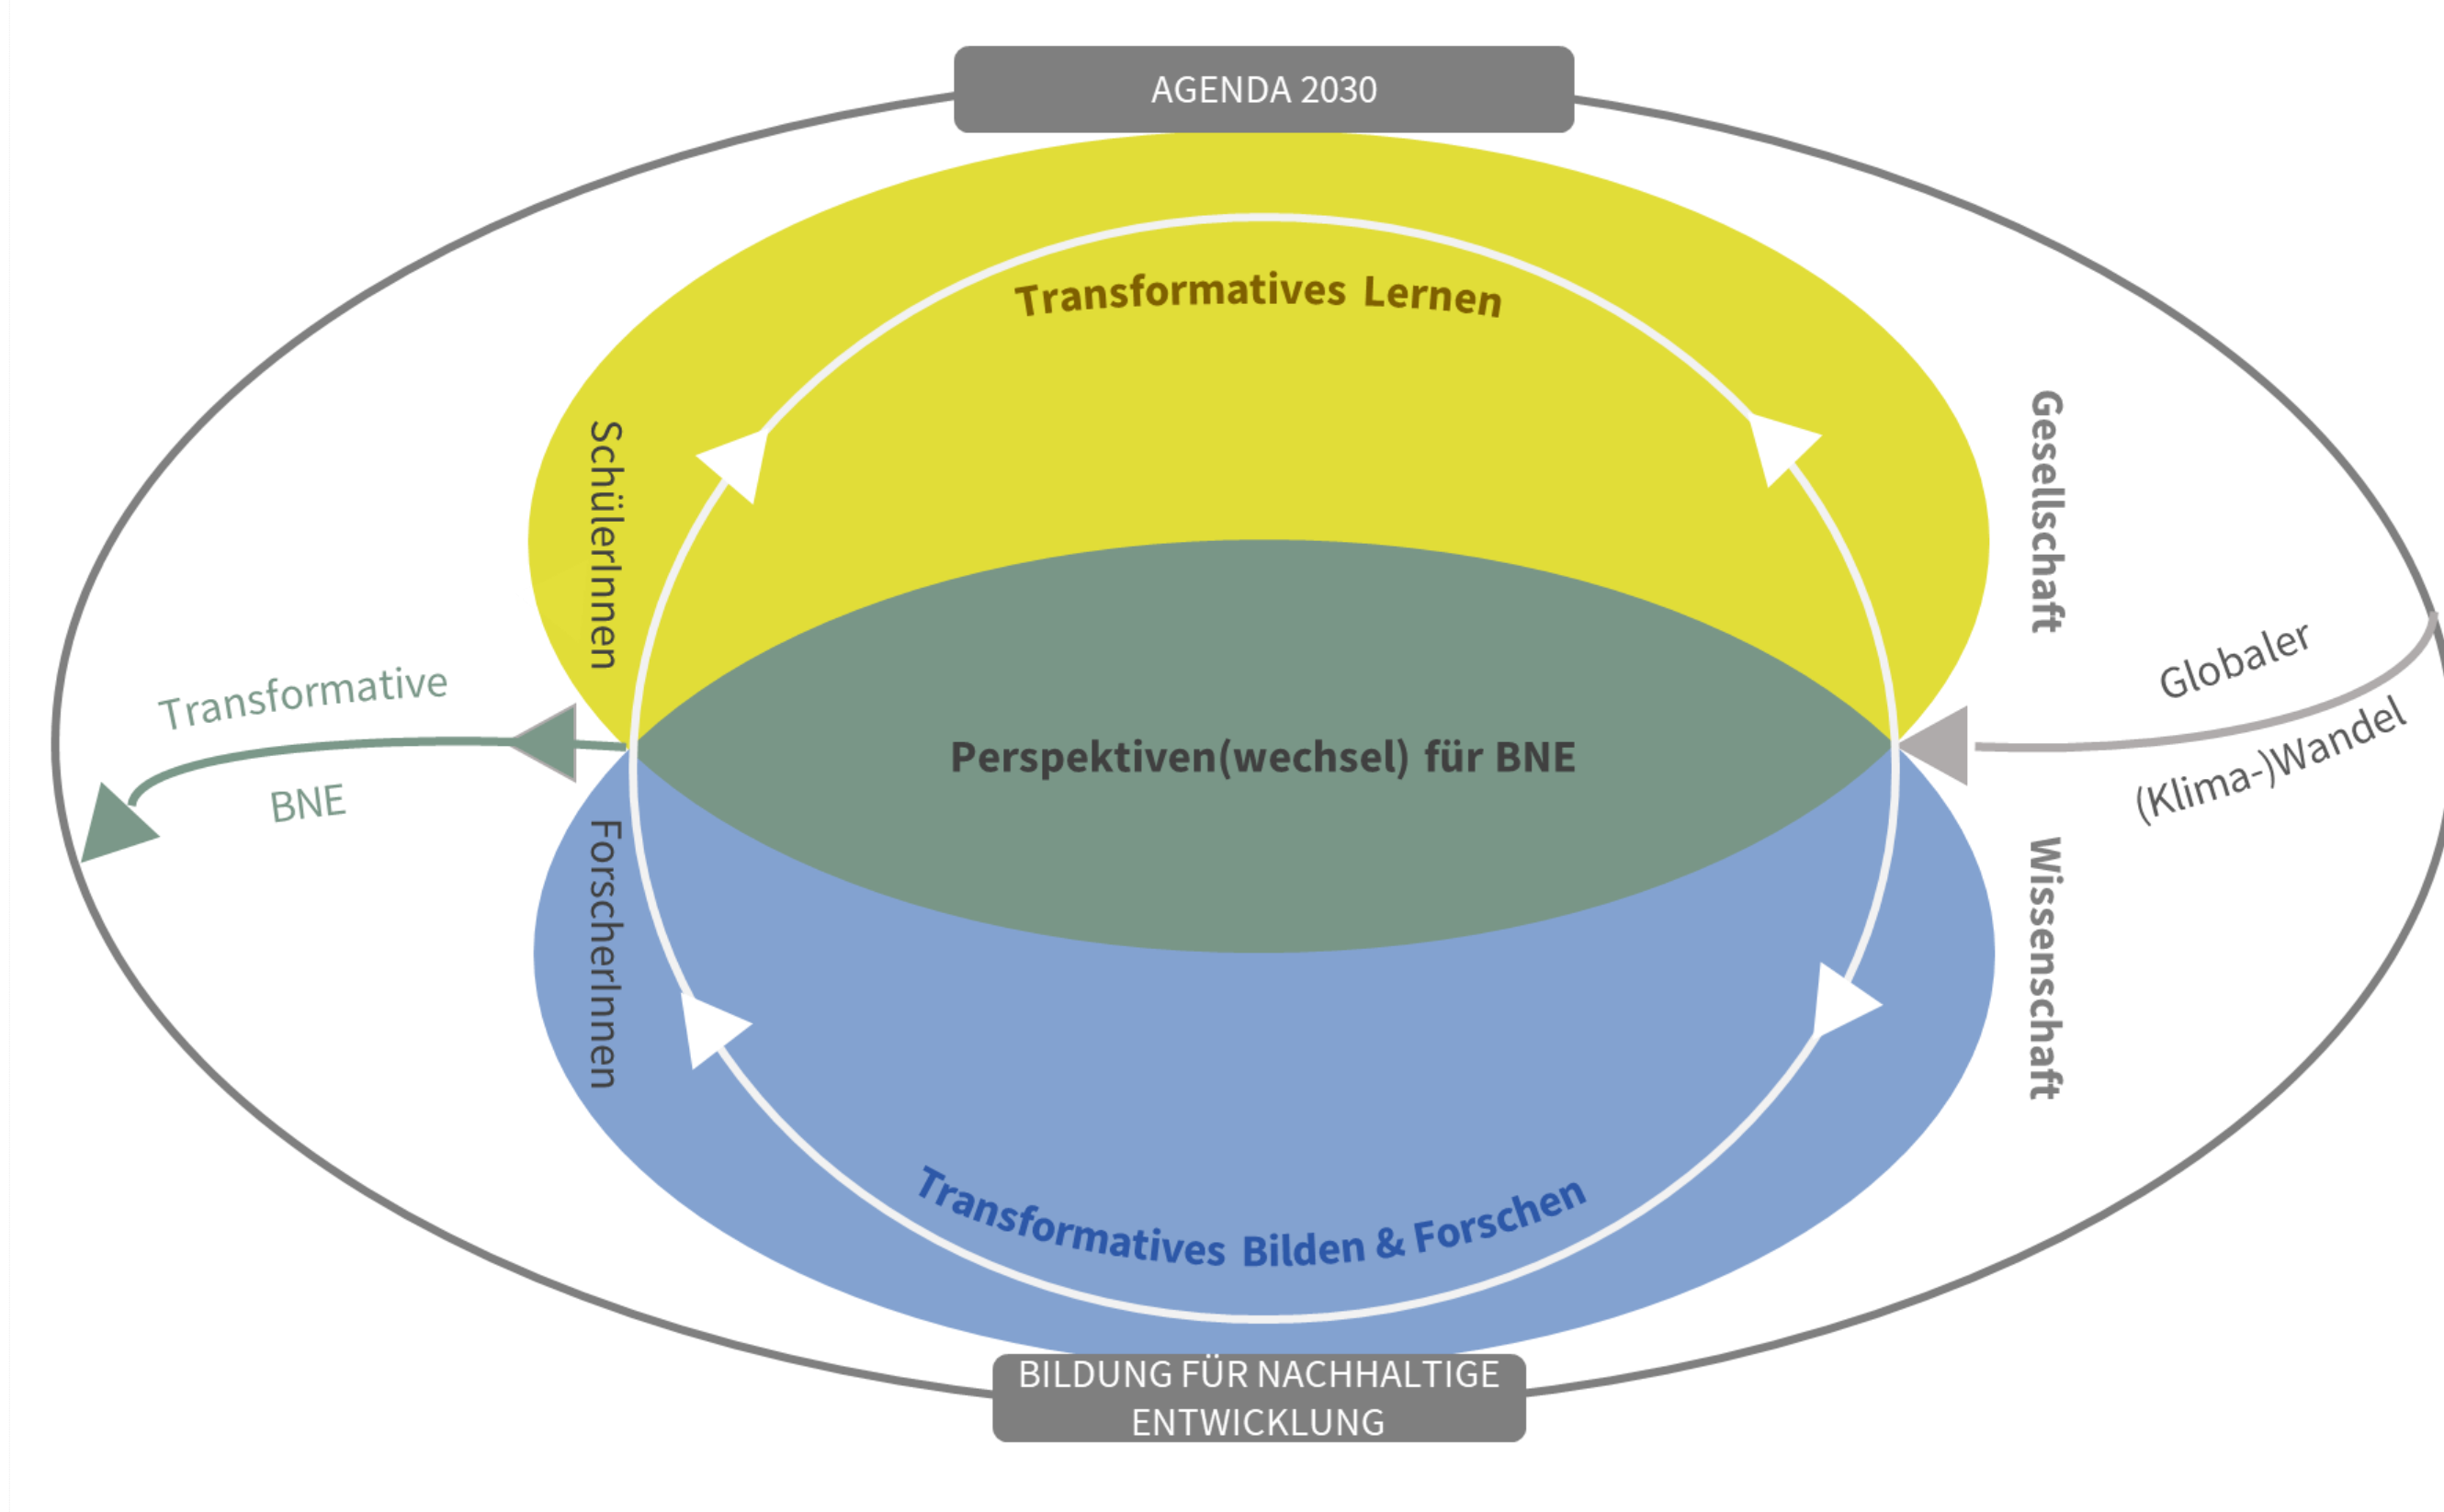 AGENDA 2030
Transformatives Lernen
SchülerInnen
Gesellschaft
Globaler
(Klima-)Wandel
Transformative
BNE
Perspektiven(wechsel) für BNE
ForscherInnen
Wissenschaft
Transformatives Bilden & Forschen
BILDUNG FÜR NACHHALTIGE
ENTWICKLUNG